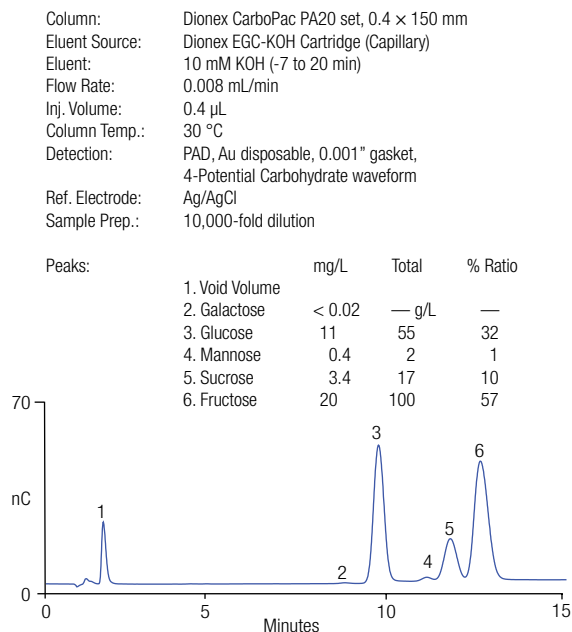 Column: Dionex CarboPac PA20 set, 0.4 × 150 mm
Eluent Source: Dionex EGC-KOH Cartridge (Capillary)
Eluent: 10 mM KOH (-7 to 20 min)
Flow Rate: 0.008 mL/min
Inj. Volume: 0.4 µL
Column Temp.: 30 °C
Detection: PAD, Au disposable, 0.001” gasket,
4-Potential Carbohydrate waveform
Ref. Electrode: Ag/AgCl
Sample Prep.: 10,000-fold dilution
Peaks: mg/L Total % Ratio
1. Void Volume
2. Galactose < 0.02 — g/L —
3. Glucose 11 55 32
4. Mannose 0.4 2 1
5. Sucrose 3.4 17 10
6. Fructose 20 100 57
70
3
6
nC
1
5
4
2
0
0 5 10 15
Minutes